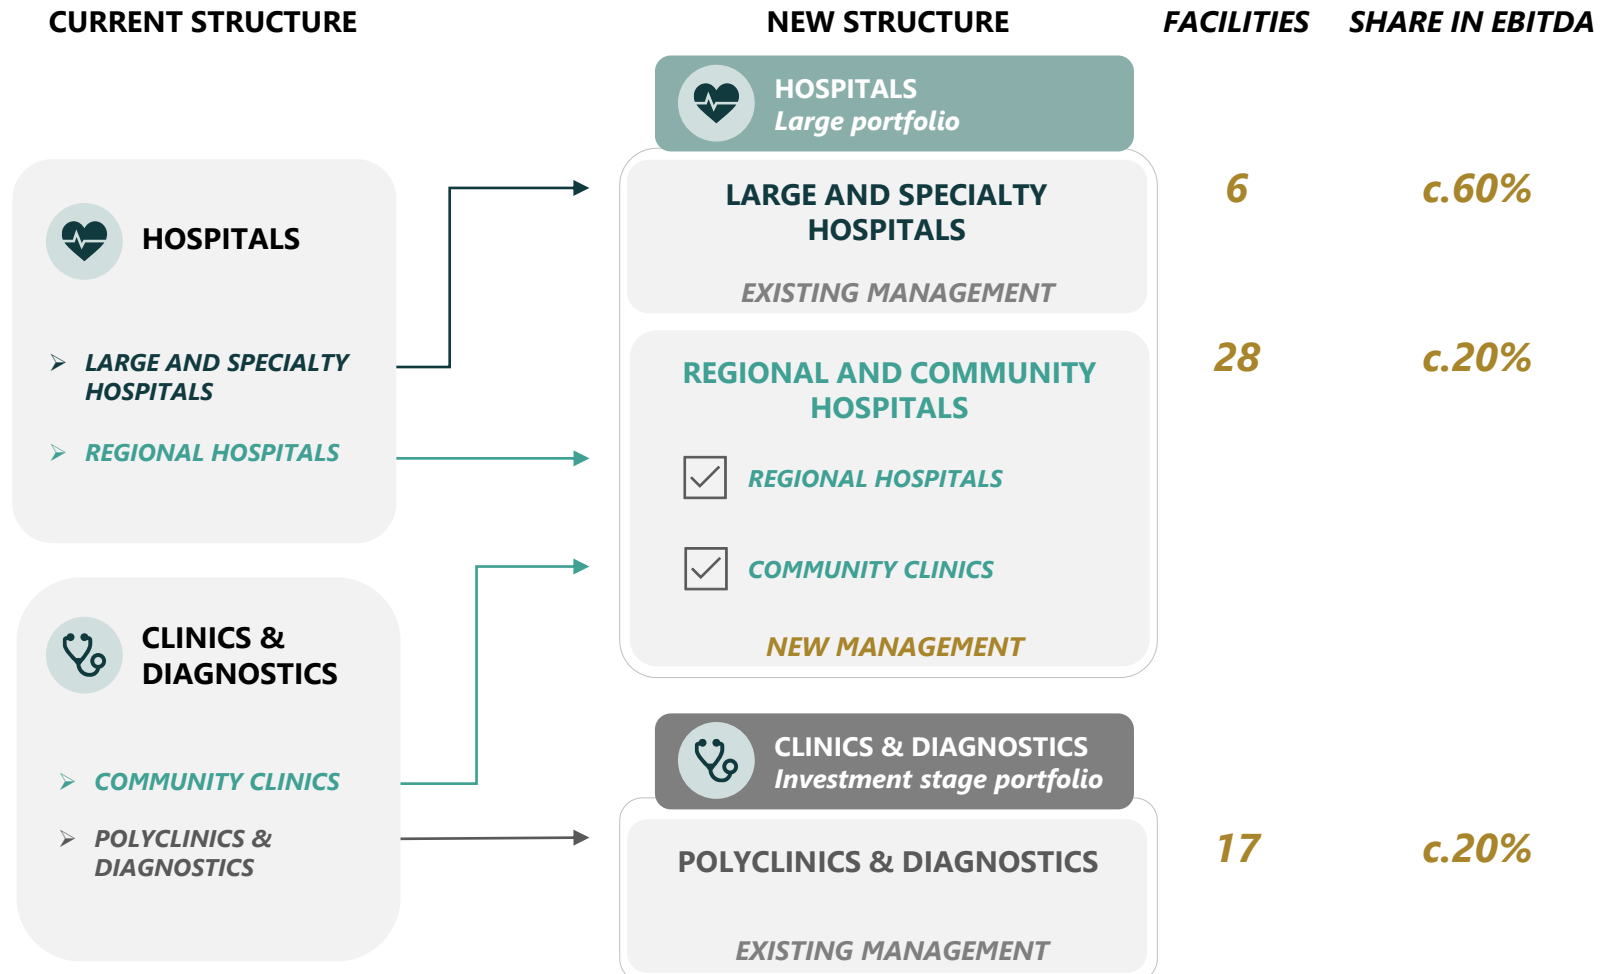 CURRENT STRUCTURE
NEW STRUCTURE
FACILITIES
SHARE IN EBITDA
HOSPITALS
LARGE AND SPECIALTY
HOSPITALS
REGIONAL HOSPITALS
CLINICS &
DIAGNOSTICS
COMMUNITY CLINICS
POLYCLINICS &
DIAGNOSTICS
HOSPITALS
Large portfolio
LARGE AND SPECIALTY
HOSPITALS
EXISTING MANAGEMENT
6
c.60%
REGIONAL AND COMMUNITY
HOSPITALS
28
c.20%
REGIONAL HOSPITALS
COMMUNITY CLINICS
NEW MANAGEMENT
CLINICS & DIAGNOSTICS
Investment stage portfolio
POLYCLINICS & DIAGNOSTICS
17
c.20%
EXISTING MANAGEMENT